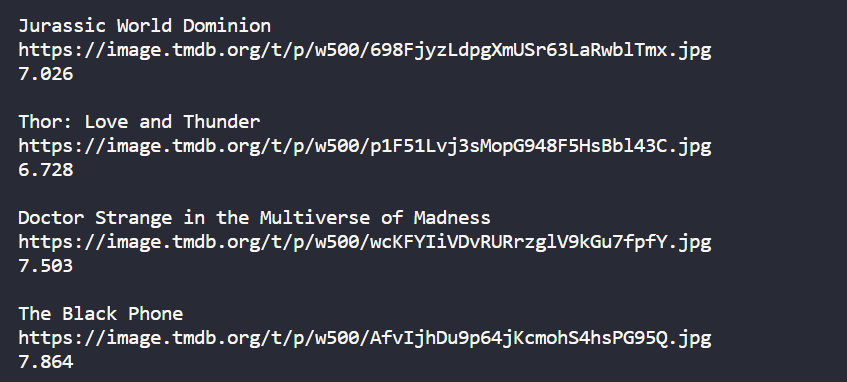 Jurassic World Dominion
https://image.tmdb.org/t/p/w500/698FjyzLdpgXmUSr63LaRwblTmx.jpg
7.026
Thor: Love and Thunder
https://image.tmdb.org/t/p/w500/p1F51Lvj3sMopG948F5HsBbl43C.jpg
6.728
Doctor Strange in the Multiverse of Madness
https://image.tmdb.org/t/p/w500/wcKFYIiVDvRURrzglV9kGu7fpfY.jpg
7.503
The Black Phone
https://image.tmdb.org/t/p/w500/AfvIjhDu9p64jKcmohS4hsPG95Q.jpg
7.864